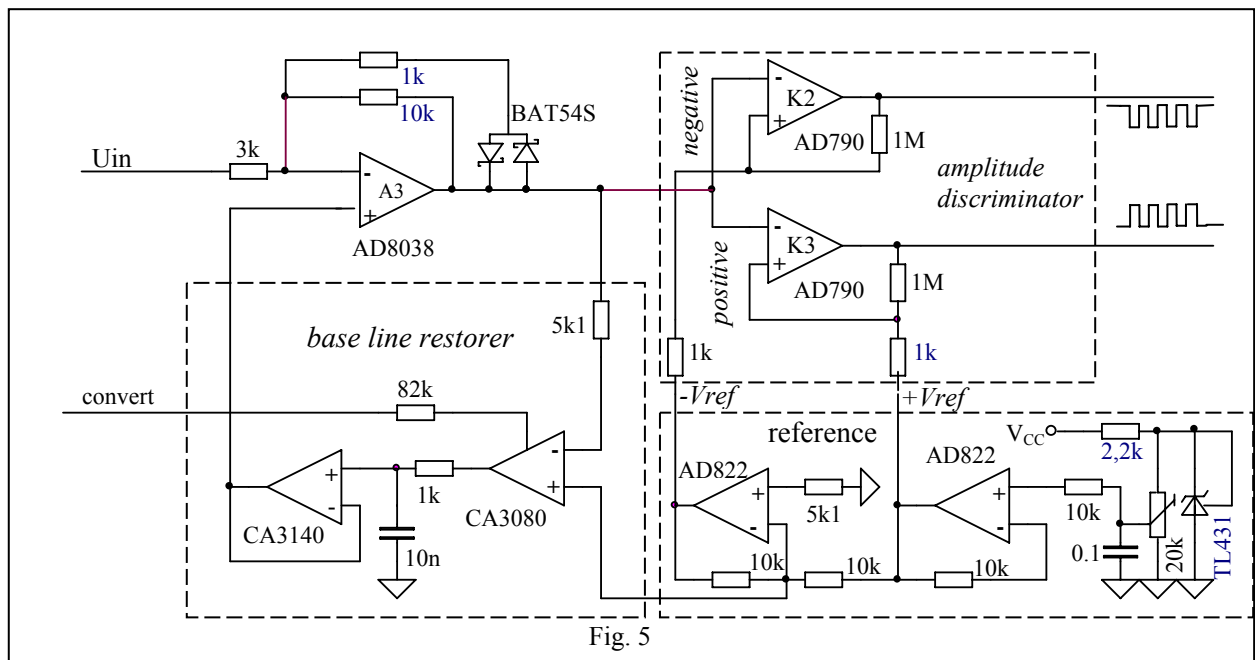 1k
10k
BAT54S
3k
Uin
-
A3
+
AD8038
negative
-
K2
+
AD790
1M
amplitude
discriminator
positive
-
K3
+
AD790
1M
1k
1k
-Vref
+Vref
base line restorer
5k1
convert
82k
-
+
CA3080
1k
+
-
CA3140
10n
reference
AD822
+
-
5k1
AD822
+
-
VCC
2,2k
10k
0.1
20k
TL431
10k
10k
10k
Fig. 5